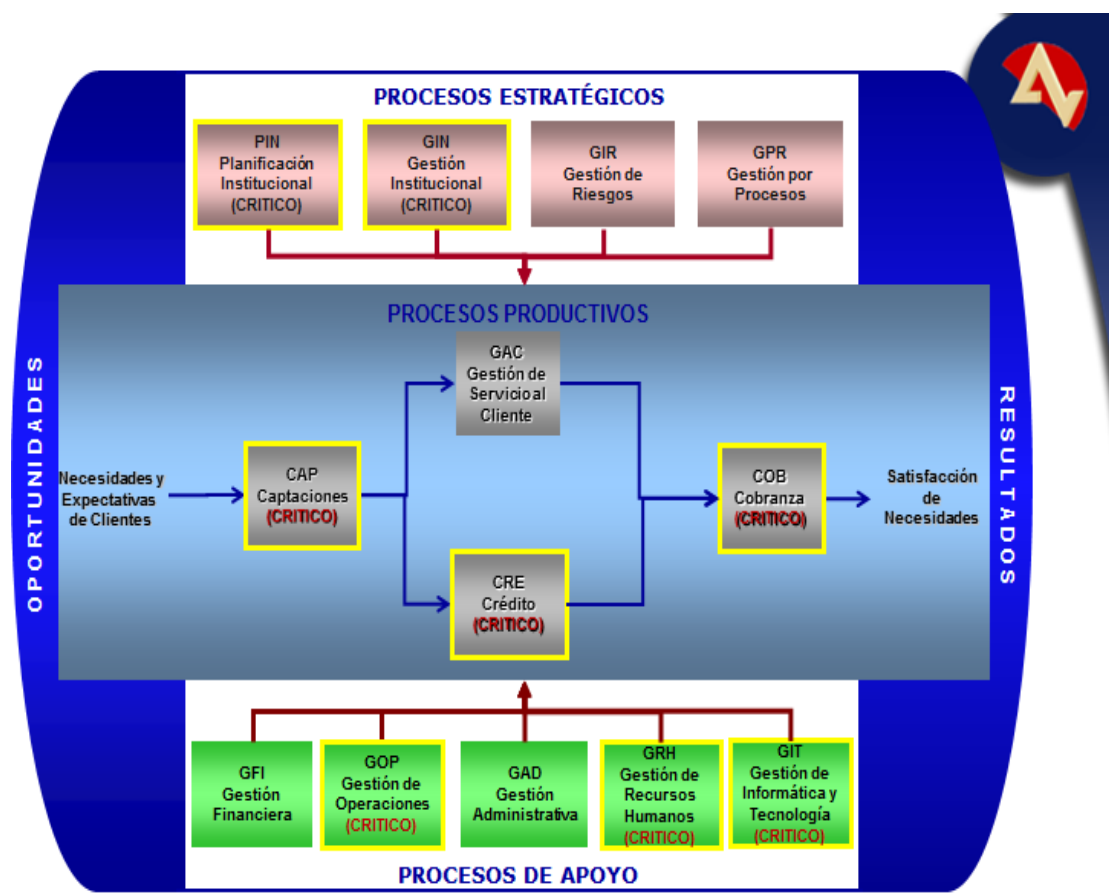 PROCESOS ESTRATÉGICOS
PIN
Planificación
Institucional
(CRITICO)
GIN
Gestión
Institucional
(CRITICO)
GIR
Gestión de
Riesgos
GPR
Gestión por
Procesos
OPORTUNIDADES
PROCESOS PRODUCTIVOS
Necesidades y
Expectativas
de Clientes
CAP
Captaciones
(CRITICO)
GAC
Gestión de
Servicio al
Cliente
CRE
Crédito
(CRITICO)
COB
Cobranza
(CRITICO)
Satisfacción
de
Necesidades
RESULTADOS
GFI
Gestión
Financiera
GOP
Gestión de
Operaciones
(CRITICO)
GAD
Gestión
Administrativa
GRH
Gestión de
Recursos
Humanos
(CRITICO)
GIT
Gestión de
Informática y
Tecnología
(CRITICO)
PROCESOS DE APOYO